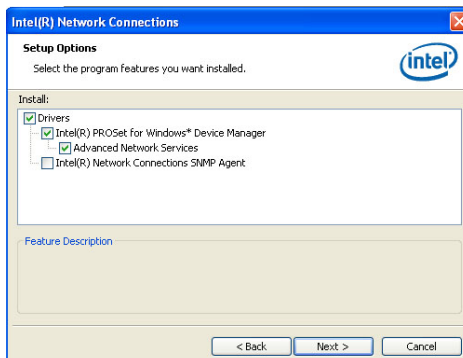 Intel(R) Network Connections
Setup Options
Select the program features you want installed.
intel
Install:
Drivers
Intel(R) PROSet for Windows* Device Manager
Advanced Network Services
Intel(R) Network Connections SNMP Agent
Feature Description
< Back
Next >
Cancel